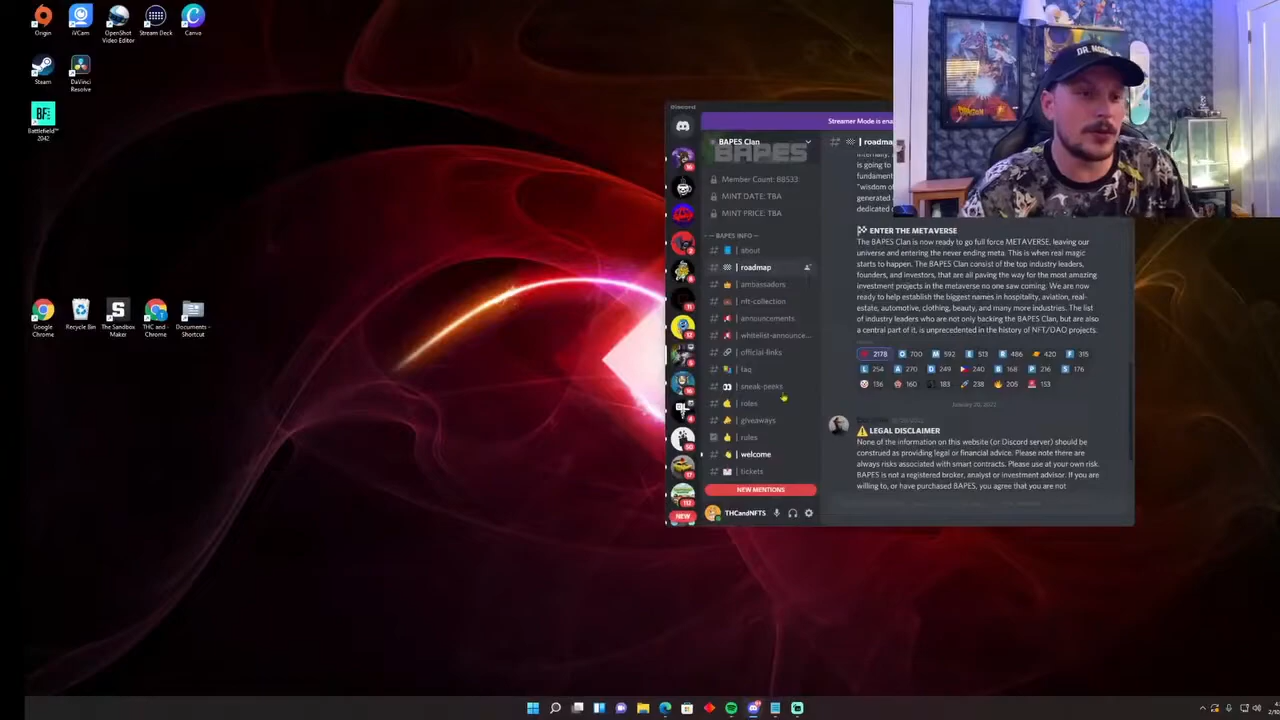 Origin
iVCam
OpenShot
Video Editor
Stream Deck
Canva
Steam
DaVinci
Resolve
BF
Battlefield™
2042
Google
Chrome
Recycle Bin
The Sandbox
Maker
THC and -
Chrome
Documents -
Shortcut
DRAGON
Discord
Streamer Mode is ena
BAPES Clan
BAPES
Member Count: 88533
MINT DATE: TBA
MINT PRICE: TBA
BAPES INFO
about
roadmap
ambassadors
nft-collection
announcements
whitelist-announce...
official-links
faq
sneak-peeks
roles
giveaways
rules
welcome
tickets
NEW MENTIONS
NEW
THCandNFTS
# | roadma
internally,
is going to
fundament
"wisdom of
generated a
dedicated c
ENTER THE METAVERSE
The BAPES Clan is now ready to go full force METAVERSE, leaving our
universe and entering the never ending meta. This is when real magic
starts to happen. The BAPES Clan consist of the top industry leaders,
founders, and investors, that are all paving the way for the most amazing
investment projects in the metaverse no one saw coming. We are now
ready to help establish the biggest names in hospitality, aviation, real-
estate, automotive, clothing, beauty, and many more industries. The list
of industry leaders who are not only backing the BAPES Clan, but are also
a central part of it, is unprecedented in the history of NFT/DAO projects.
2178 O 700 M 592 E 513 R 486 420 F 315
L 254 A 270 D 249 240 B 168 P 216 S 176
136 160 183 238 205 153
LEGAL DISCLAIMER
None of the information on this website (or Discord server) should be
construed as providing legal or financial advice. Please note there are
always risks associated with smart contracts. Please use at your own risk.
BAPES is not a registered broker, analyst or investment advisor. If you are
willing to, or have purchased BAPES, you agree that you are not